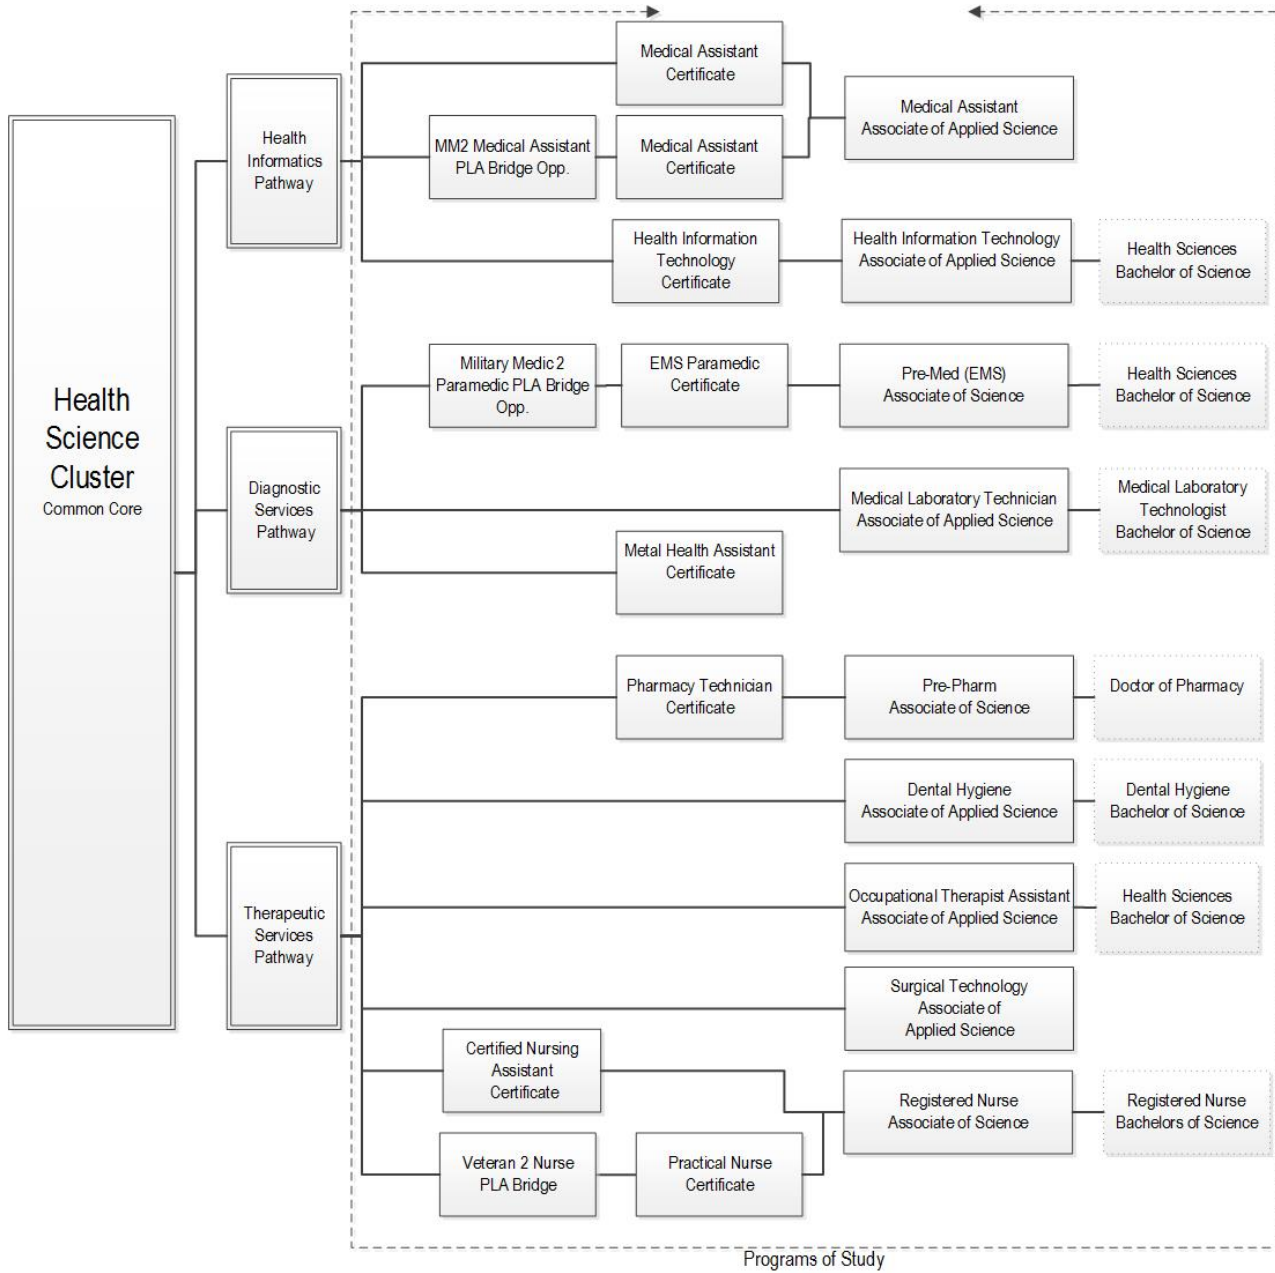 Health
Science
Cluster
Common Core
Health
Informatics
Pathway
Medical Assistant
Certificate
MM2 Medical Assistant
PLA Bridge Opp.
Medical Assistant
Certificate
Medical Assistant
Associate of Applied Science
Health Information
Technology
Certificate
Health Information Technology
Associate of Applied Science
Health Sciences
Bachelor of Science
Diagnostic
Services
Pathway
Military Medic 2
Paramedic PLA Bridge
Opp.
EMS Paramedic
Certificate
Pre-Med (EMS)
Associate of Science
Health Sciences
Bachelor of Science
Medical Laboratory Technician
Associate of Applied Science
Medical Laboratory
Technologist
Bachelor of Science
Metal Health Assistant
Certificate
Therapeutic
Services
Pathway
Pharmacy Technician
Certificate
Pre-Pharm
Associate of Science
Doctor of Pharmacy
Dental Hygiene
Associate of Applied Science
Dental Hygiene
Bachelor of Science
Occupational Therapist Assistant
Associate of Applied Science
Health Sciences
Bachelor of Science
Surgical Technology
Associate of
Applied Science
Certified Nursing
Assistant
Certificate
Veteran 2 Nurse
PLA Bridge
Practical Nurse
Certificate
Registered Nurse
Associate of Science
Registered Nurse
Bachelors of Science
Programs of Study